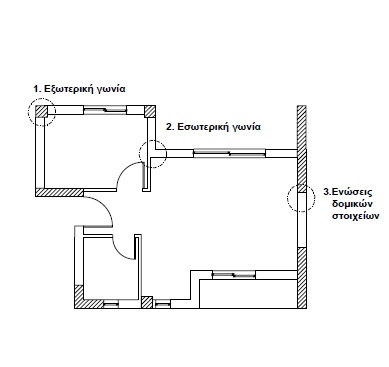 1. Εξωτερική γωνία
2. Εσωτερική γωνία
3.Ενώσεις
δομικών
στοιχείων